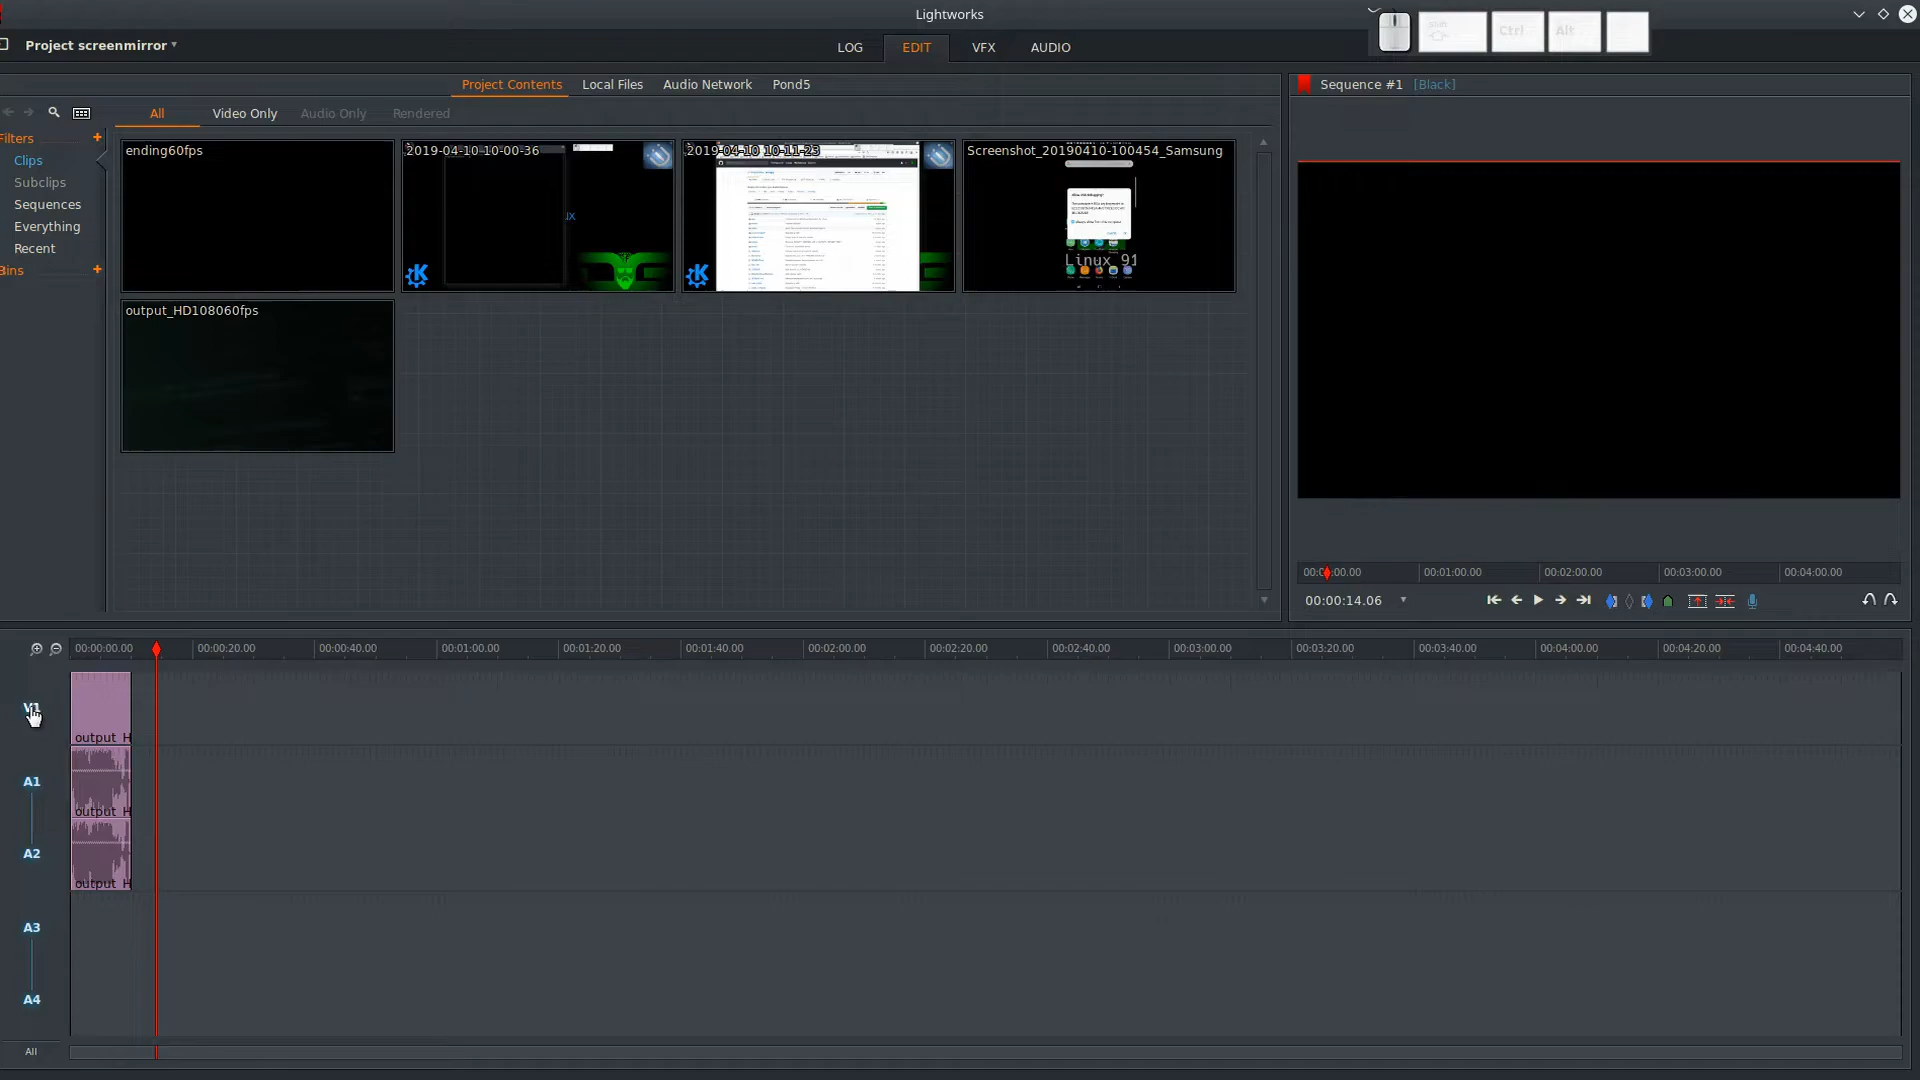 Lightworks
Project screenmirror
LOG
EDIT
VFX
AUDIO
Shift
Ctrl
Alt
Project Contents
Local Files
Audio Network
Pond5
Sequence #1 [Black]
All
Video Only
Audio Only
Rendered
Filters +
Clips
Subclips
Sequences
Everything
Recent
Bins +
ending60fps
2019-04-10 10-00-36
2019-04-10 10-11-23
Screenshot_20190410-100454_Samsung
Linux 91
output_HD108060fps
00:01:00.00
00:02:00.00
00:03:00.00
00:04:00.00
00:00:14.06
00:00:00.00
00:00:20.00
00:00:40.00
00:01:00.00
00:01:20.00
00:01:40.00
00:02:00.00
00:02:20.00
00:02:40.00
00:03:00.00
00:03:20.00
00:03:40.00
00:04:00.00
00:04:20.00
00:04:40.00
V1
output_H
A1
output_H
A2
output_H
A3
A4
All